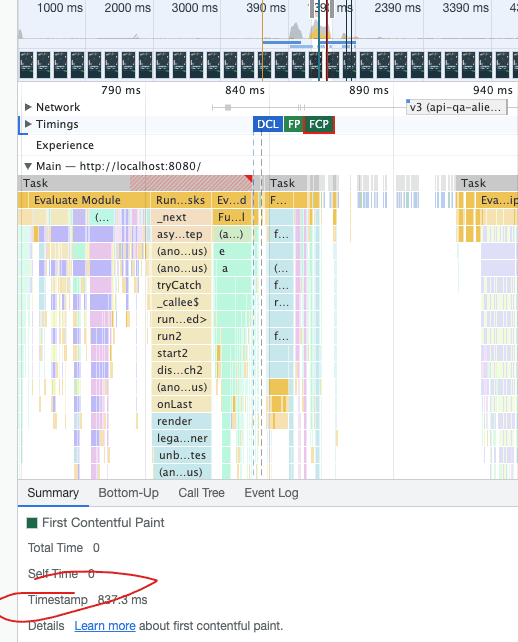 1000 ms 2000 ms 3000 ms 390 ms 1390 ms 2390 ms 3390 ms
790 ms 840 ms 890 ms 940 ms
Network v3 (api-qa-alie...
Timings DCL FP FCP
Experience
Main — http://localhost:8080/
Task Task Task
Evaluate Module Run...sks Ev...d F... Eva...ip
(... _next Fu...l
asy...tep (a...) f...
(ano...us) e
(ano...us) a (...
tryCatch f...
_callee$ r...
run...ed>
run2 f...
start2
dis...ch2
(ano...us)
onLast
render
lega...ner
unb...tes
(an...us)
Summary Bottom-Up Call Tree Event Log
First Contentful Paint
Total Time 0
Self Time 0
Timestamp 837.3 ms
Details Learn more about first contentful paint.